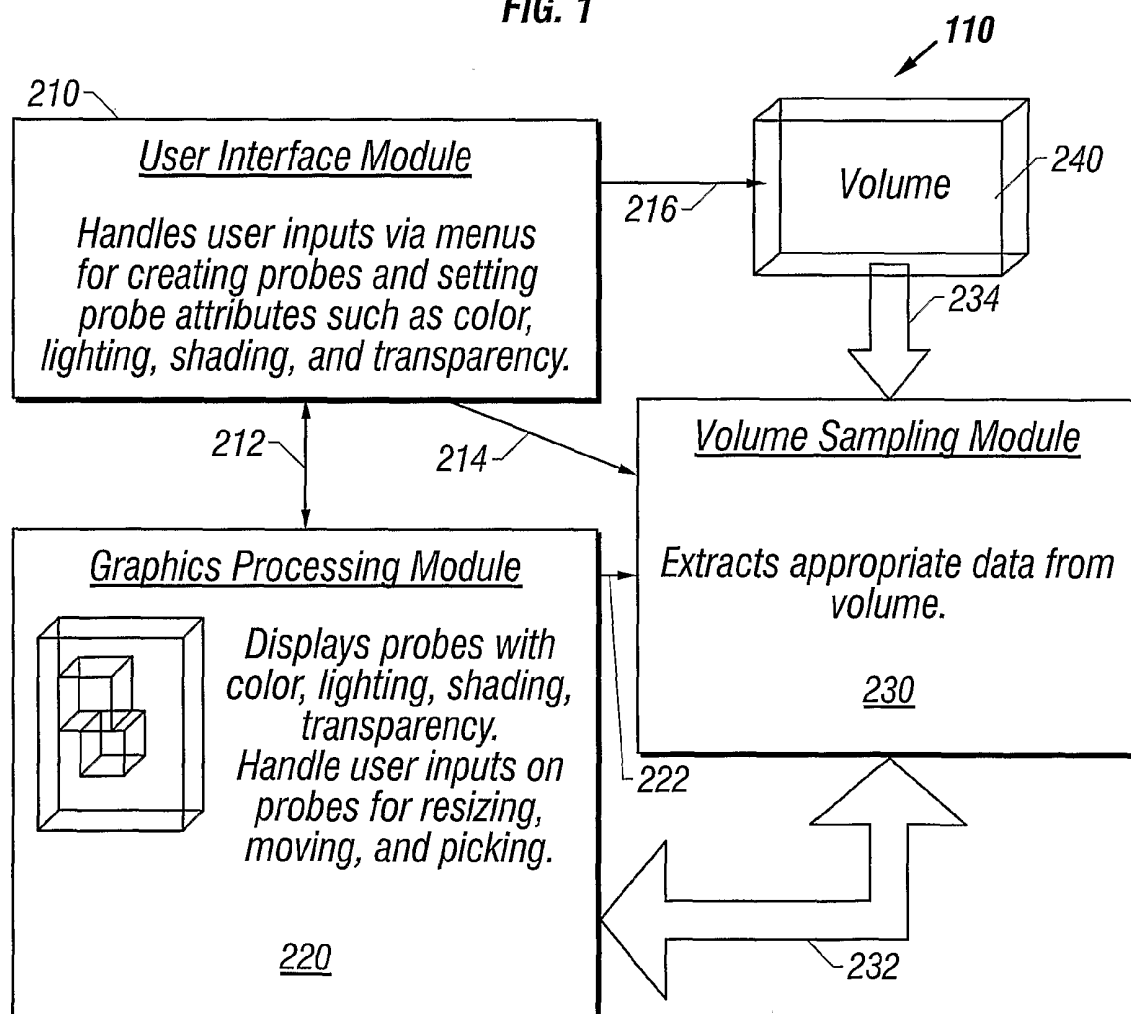 FIG. 1
110
210
User Interface Module
Handles user inputs via menus
for creating probes and setting
probe attributes such as color,
lighting, shading, and transparency.
216
Volume
240
234
212
214
Volume Sampling Module
Extracts appropriate data from
volume.
230
Graphics Processing Module
Displays probes with
color, lighting, shading,
transparency.
Handle user inputs on
probes for resizing,
moving, and picking.
220
222
232